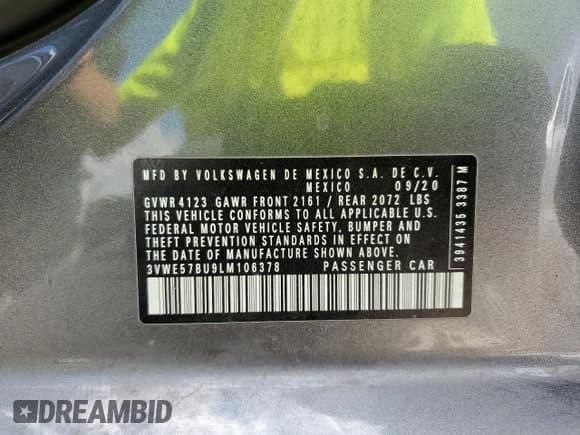 MFD BY VOLKSWAGEN DE MEXICO S.A. DE C.V.
MEXICO 09/20
GVWR4123 GAWR FRONT 2161 / REAR 2072 LBS
THIS VEHICLE CONFORMS TO ALL APPLICABLE U.S.
FEDERAL MOTOR VEHICLE SAFETY, BUMPER AND
THEFT PREVENTION STANDARDS IN EFFECT ON
THE DATE OF MANUFACTURE SHOWN ABOVE.
3VWE57BU9LM106378 PASSENGER CAR
3941435 3387 M
DREAMBID